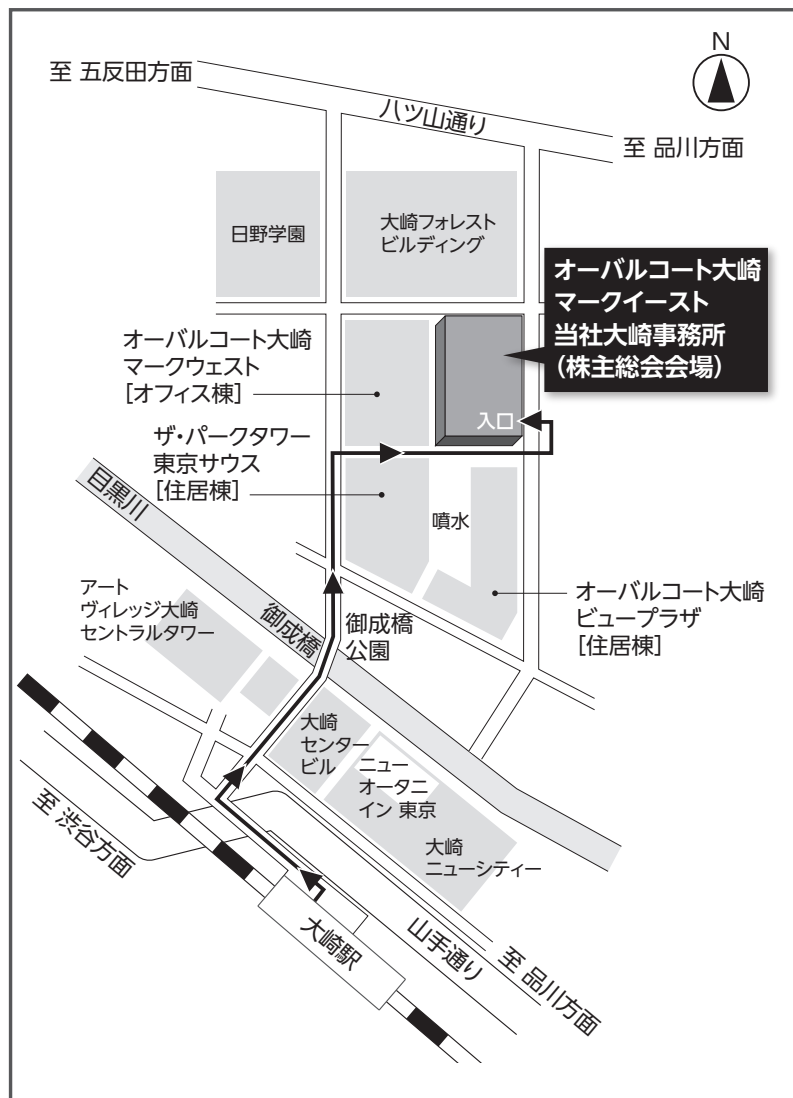 N
至 五反田方面
八ツ山通り
至 品川方面
日野学園
大崎フォレスト
ビルディング
オーバルコート大崎
マークイースト
当社大崎事務所
（株主総会会場）
オーバルコート大崎
マークウェスト
[オフィス棟]
入口
ザ・パークタワー
東京サウス
[住居棟]
目黒川
噴水
アート
ヴィレッジ大崎
セントラルタワー
御成橋
御成橋
公園
オーバルコート大崎
ビュープラザ
[住居棟]
大崎
センター
ビル
ニュー
オータニ
イン 東京
大崎
ニューシティー
至 渋谷方面
大崎駅
山手通り
至 品川方面